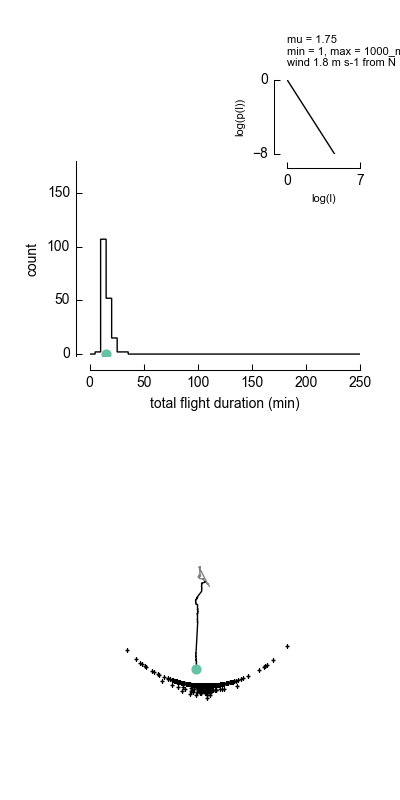 mu = 1.75
min = 1, max = 1000_m
wind 1.8 m s-1 from N
0
log(p(l))
−8
0 7
log(l)
150
100
50
0
count
0 50 100 150 200 250
total flight duration (min)